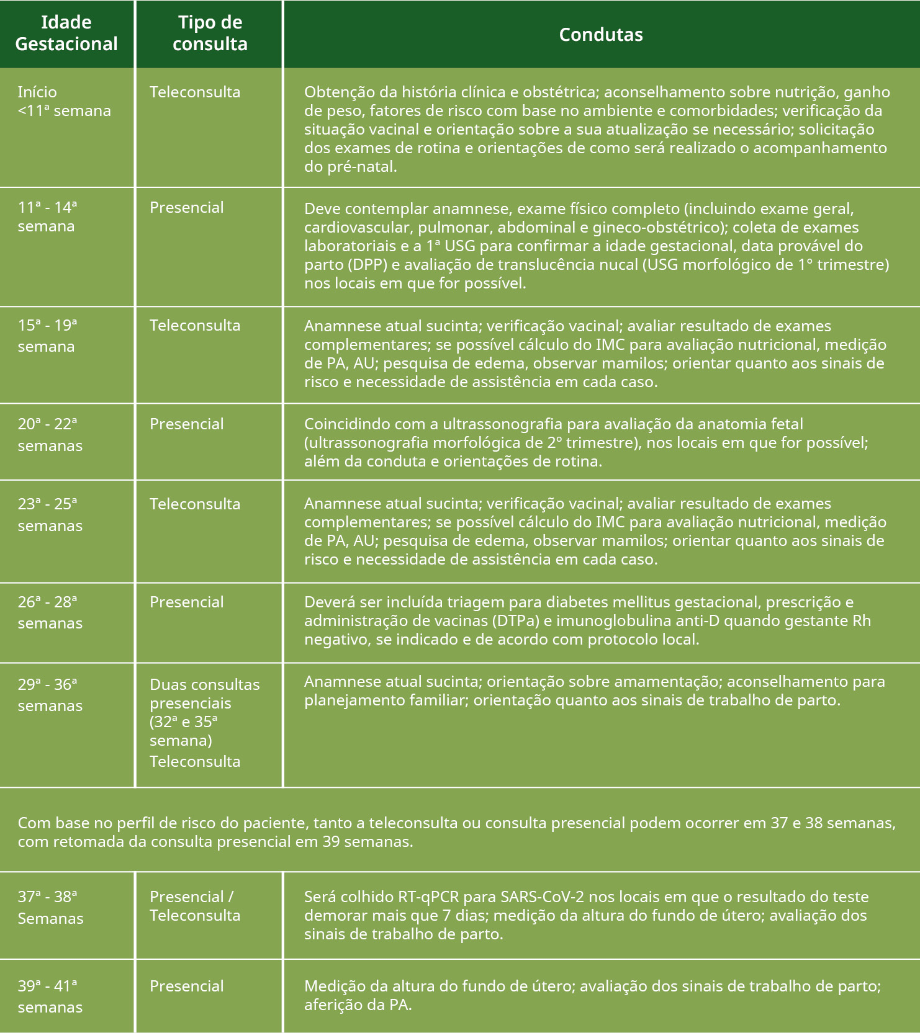 Idade
Gestacional
Tipo de
consulta
Condutas
Início
<11ª semana
Teleconsulta
Obtenção da história clínica e obstétrica; aconselhamento sobre nutrição, ganho
de peso, fatores de risco com base no ambiente e comorbidades; verificação da
situação vacinal e orientação sobre a sua atualização se necessário; solicitação
dos exames de rotina e orientações de como será realizado o acompanhamento
do pré-natal.
11ª - 14ª
semana
Presencial
Deve contemplar anamnese, exame físico completo (incluindo exame geral,
cardiovascular, pulmonar, abdominal e gineco-obstétrico); coleta de exames
laboratoriais e a 1ª USG para confirmar a idade gestacional, data provável do
parto (DPP) e avaliação de translucência nucal (USG morfológico de 1º trimestre)
nos locais em que for possível.
15ª - 19ª
semana
Teleconsulta
Anamnese atual sucinta; verificação vacinal; avaliar resultado de exames
complementares; se possível cálculo do IMC para avaliação nutricional, medição
de PA, AU; pesquisa de edema, observar mamilos; orientar quanto aos sinais de
risco e necessidade de assistência em cada caso.
20ª - 22ª
semanas
Presencial
Coincidindo com a ultrassonografia para avaliação da anatomia fetal
(ultrassonografia morfológica de 2º trimestre), nos locais em que for possível;
além da conduta e orientações de rotina.
23ª - 25ª
semanas
Teleconsulta
Anamnese atual sucinta; verificação vacinal; avaliar resultado de exames
complementares; se possível cálculo do IMC para avaliação nutricional, medição
de PA, AU; pesquisa de edema, observar mamilos; orientar quanto aos sinais de
risco e necessidade de assistência em cada caso.
26ª - 28ª
semanas
Presencial
Deverá ser incluída triagem para diabetes mellitus gestacional, prescrição e
administração de vacinas (DTPa) e imunoglobulina anti-D quando gestante Rh
negativo, se indicado e de acordo com protocolo local.
29ª - 36ª
semanas
Duas consultas
presenciais
(32ª e 35ª
semana)
Teleconsulta
Anamnese atual sucinta; orientação sobre amamentação; aconselhamento para
planejamento familiar; orientação quanto aos sinais de trabalho de parto.
Com base no perfil de risco do paciente, tanto a teleconsulta ou consulta presencial podem ocorrer em 37 e 38 semanas,
com retomada da consulta presencial em 39 semanas.
37ª - 38ª
Semanas
Presencial /
Teleconsulta
Será colhido RT-qPCR para SARS-CoV-2 nos locais em que o resultado do teste
demorar mais que 7 dias; medição da altura do fundo de útero; avaliação dos
sinais de trabalho de parto.
39ª - 41ª
semanas
Presencial
Medição da altura do fundo de útero; avaliação dos sinais de trabalho de parto;
aferição da PA.